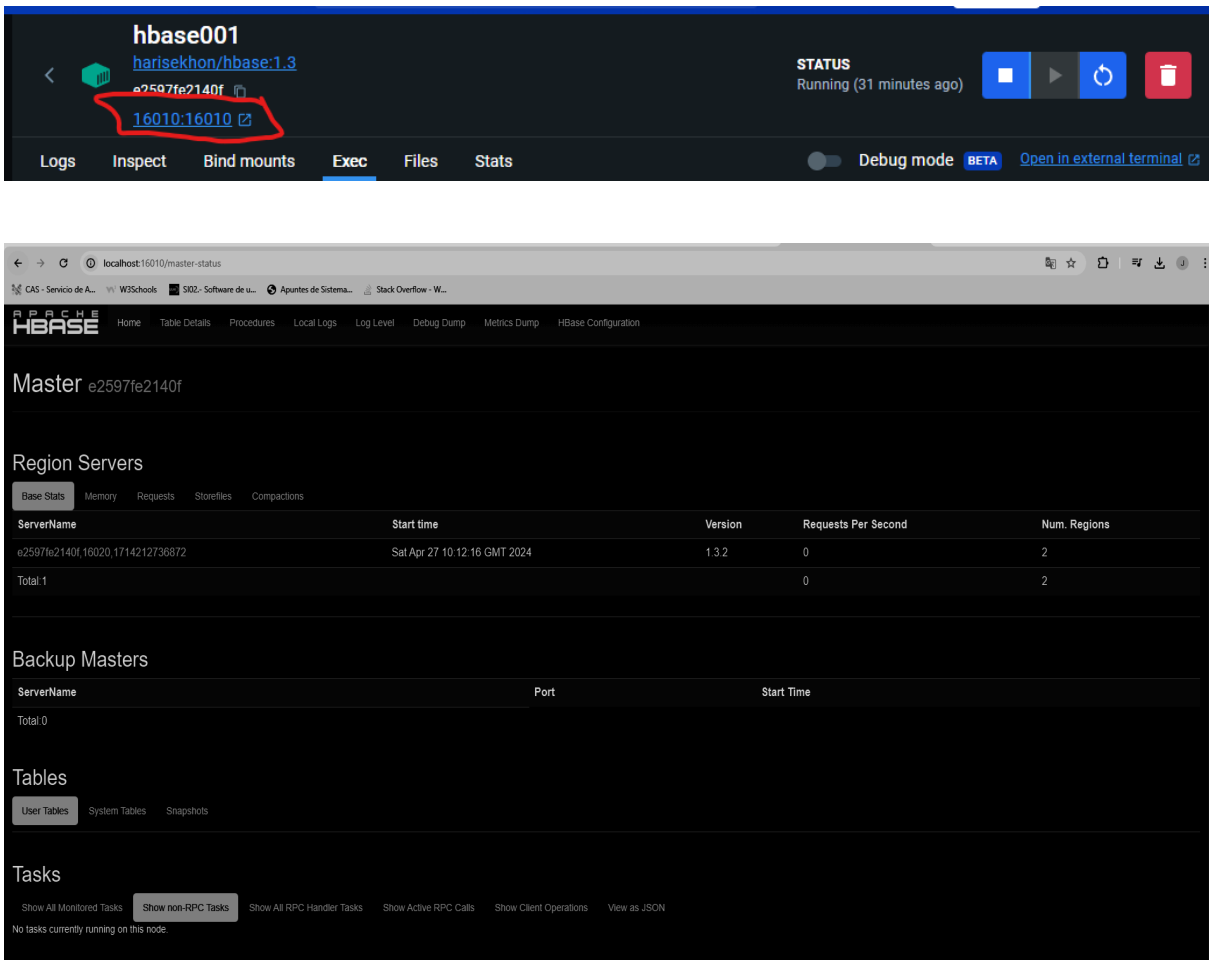 hbase001
harisekhon/hbase:1.3
e2597fe2140f
16010:16010
STATUS
Running (31 minutes ago)
Logs Inspect Bind mounts Exec Files Stats
Debug mode BETA Open in external terminal
localhost:16010/master-status
CAS - Servicio de A... W3Schools SI02.- Software de u... Apuntes de Sistema... Stack Overflow - W...
APACHE
HBASE
Home Table Details Procedures Local Logs Log Level Debug Dump Metrics Dump HBase Configuration
Master e2597fe2140f
Region Servers
Base Stats Memory Requests Storefiles Compactions
ServerName Start time Version Requests Per Second Num. Regions
e2597fe2140f,16020,1714212736872 Sat Apr 27 10:12:16 GMT 2024 1.3.2 0 2
Total:1 0 2
Backup Masters
ServerName Port Start Time
Total:0
Tables
User Tables System Tables Snapshots
Tasks
Show All Monitored Tasks Show non-RPC Tasks Show All RPC Handler Tasks Show Active RPC Calls Show Client Operations View as JSON
No tasks currently running on this node.